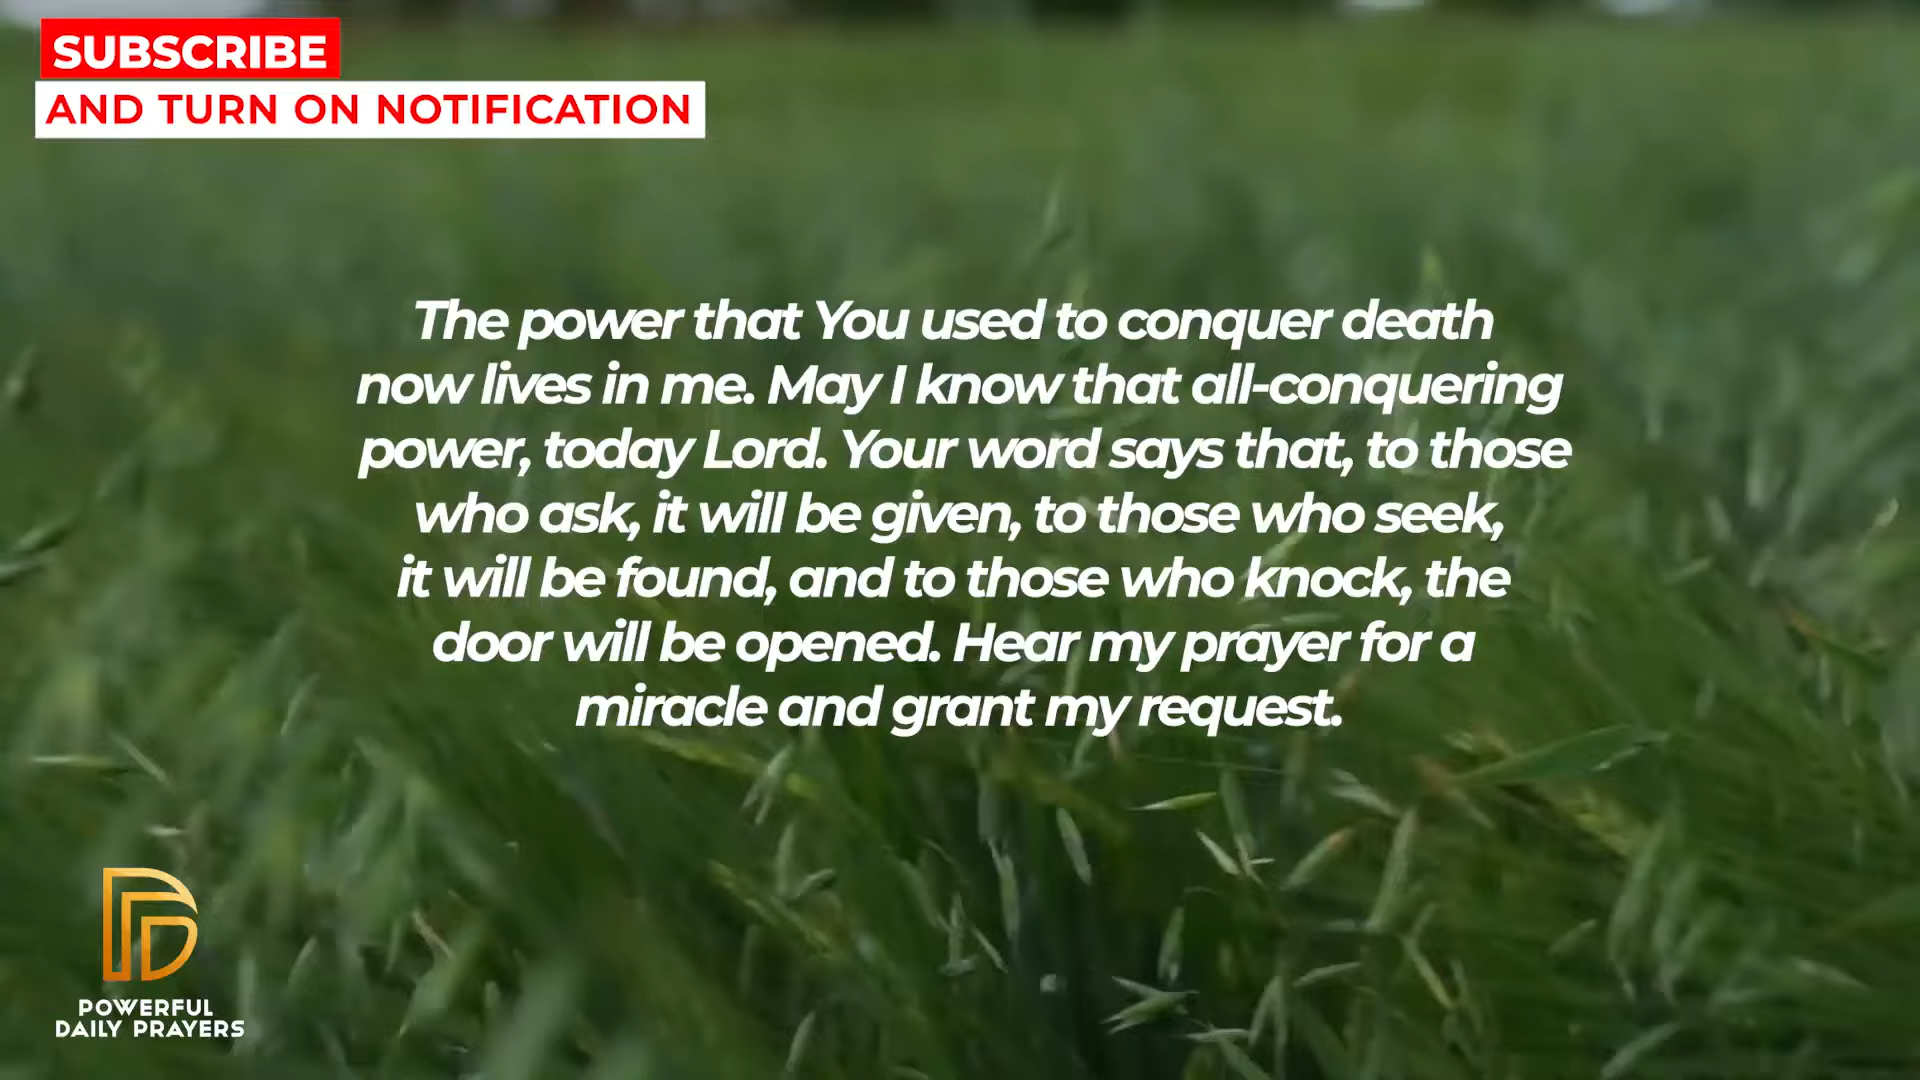 SUBSCRIBE
AND TURN ON NOTIFICATION
The power that You used to conquer death
now lives in me. May I know that all-conquering
power, today Lord. Your word says that, to those
who ask, it will be given, to those who seek,
it will be found, and to those who knock, the
door will be opened. Hear my prayer for a
miracle and grant my request.
POWERFUL
DAILY PRAYERS